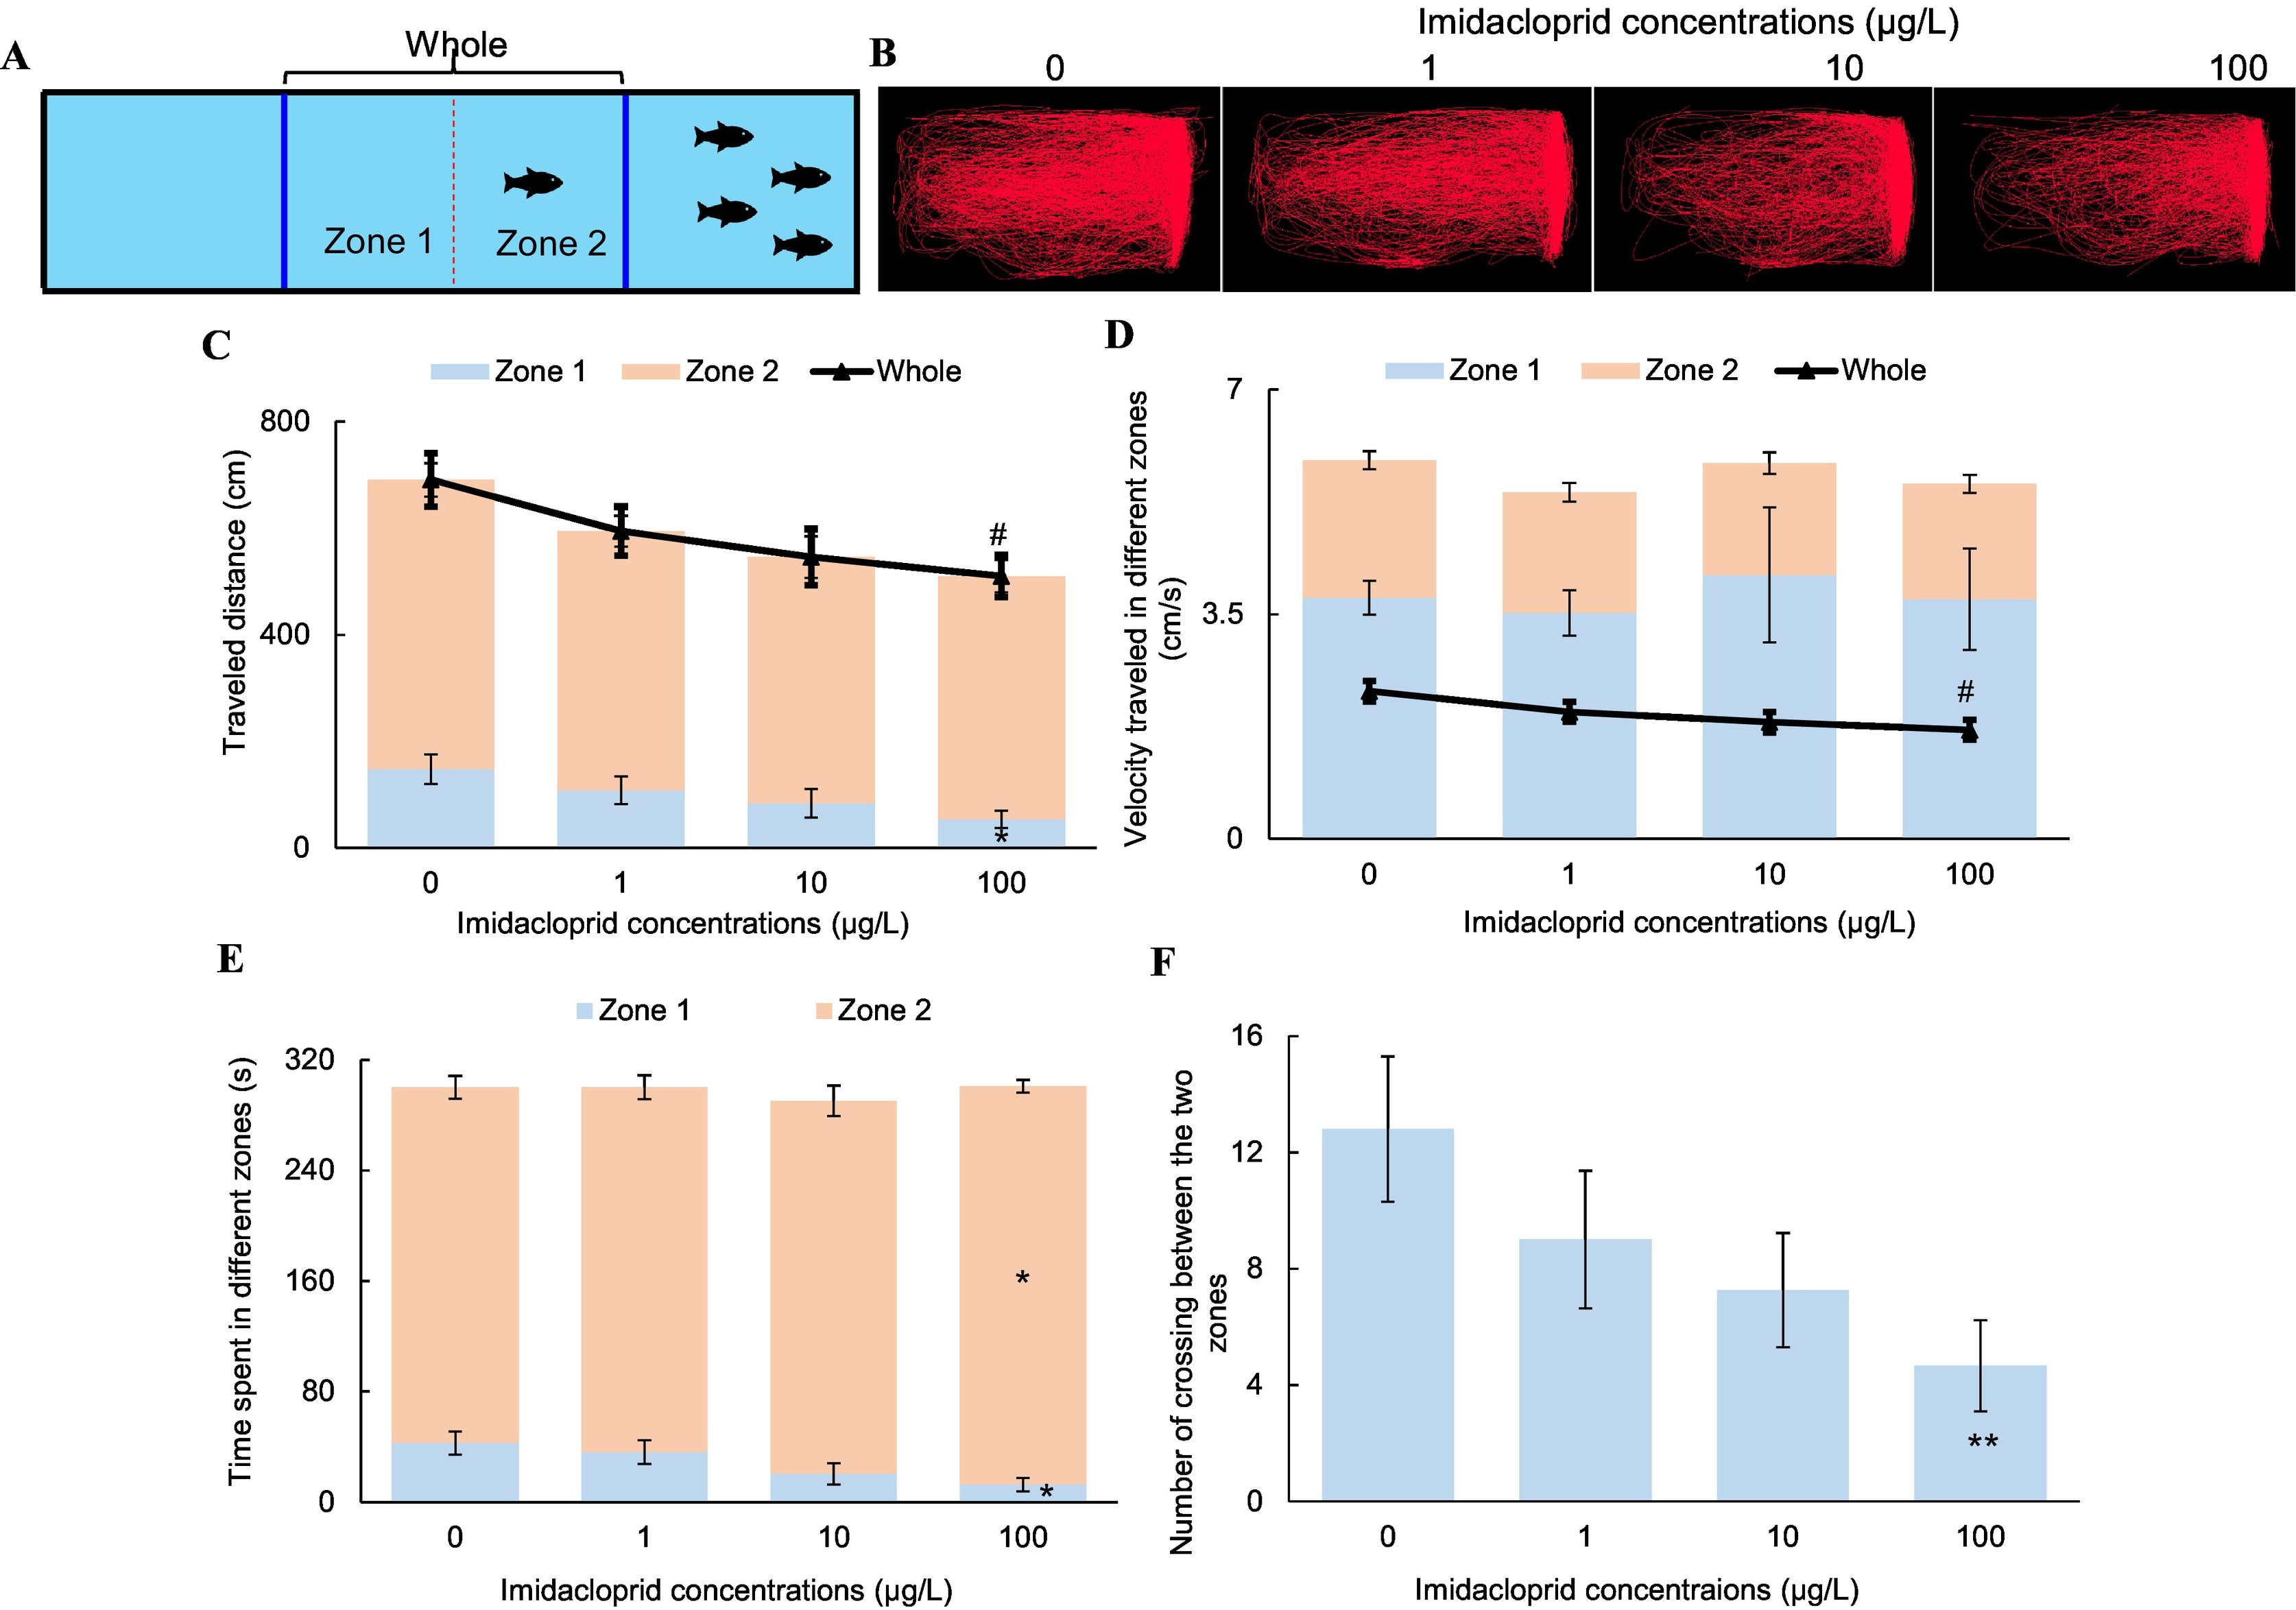 A
Whole
Zone 1
Zone 2
B
Imidacloprid concentrations (µg/L)
0 1 10 100
C
Zone 1 Zone 2 Whole
Traveled distance (cm)
800
400
0
#
*
0 1 10 100
Imidacloprid concentrations (µg/L)
D
Zone 1 Zone 2 Whole
Velocity traveled in different zones
(cm/s)
7
3.5
0
#
0 1 10 100
Imidacloprid concentrations (µg/L)
E
Zone 1 Zone 2
Time spent in different zones (s)
320
240
160
80
0
*
*
0 1 10 100
Imidacloprid concentrations (µg/L)
F
Number of crossing between the two
zones
16
12
8
4
0
**
0 1 10 100
Imidacloprid concentraions (µg/L)